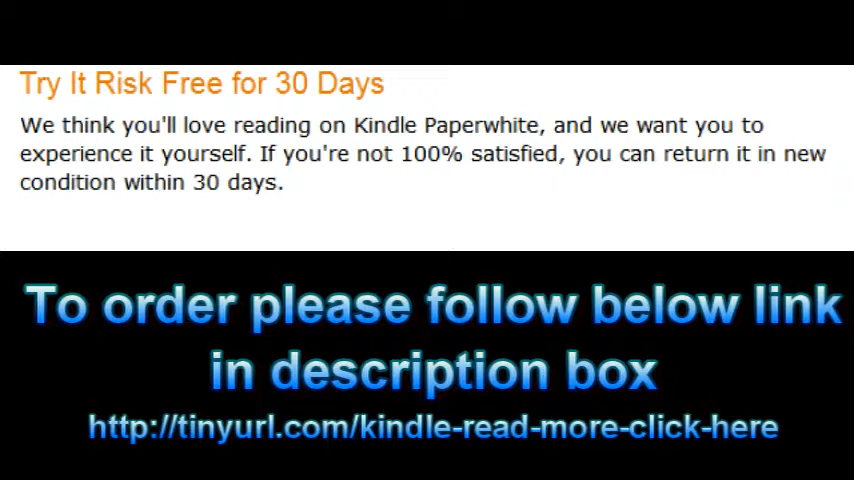 Try It Risk Free for 30 Days
We think you'll love reading on Kindle Paperwhite, and we want you to
experience it yourself. If you're not 100% satisfied, you can return it in new
condition within 30 days.
To order please follow below link
in description box
http://tinyurl.com/kindle-read-more-click-here